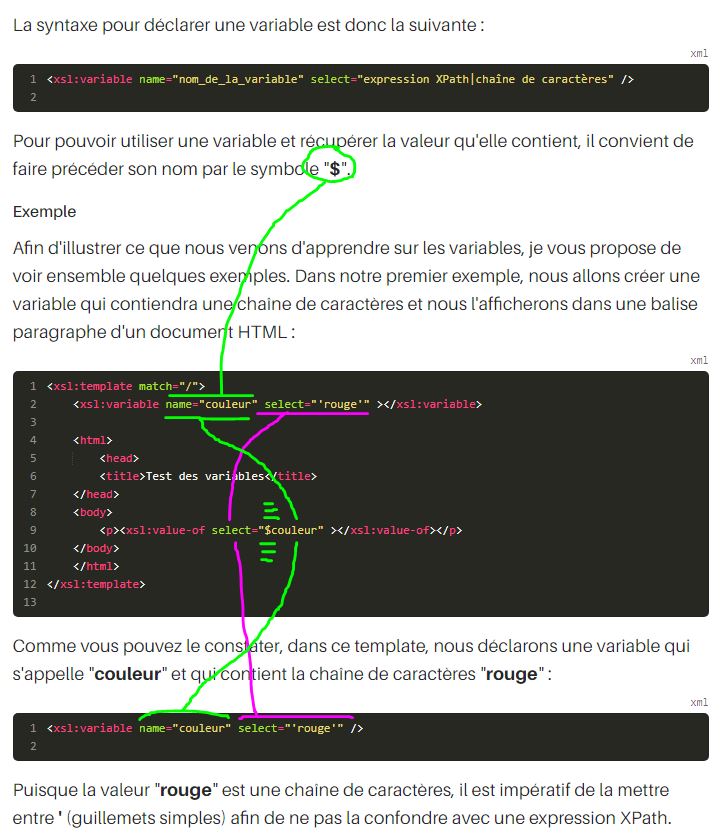 La syntaxe pour déclarer une variable est donc la suivante :
xml
1 <xsl:variable name="nom_de_la_variable" select="expression XPath|chaîne de caractères" />
2
Pour pouvoir utiliser une variable et récupérer la valeur qu'elle contient, il convient de
faire précéder son nom par le symbole "$".
Exemple
Afin d'illustrer ce que nous venons d'apprendre sur les variables, je vous propose de
voir ensemble quelques exemples. Dans notre premier exemple, nous allons créer une
variable qui contiendra une chaîne de caractères et nous l'afficherons dans une balise
paragraphe d'un document HTML :
xml
1 <xsl:template match="/">
2 <xsl:variable name="couleur" select="'rouge'" ></xsl:variable>
3
4 <html>
5 <head>
6 <title>Test des variables</title>
7 </head>
8 <body>
9 <p><xsl:value-of select="$couleur" ></xsl:value-of></p>
10 </body>
11 </html>
12 </xsl:template>
13
Comme vous pouvez le constater, dans ce template, nous déclarons une variable qui
s'appelle "couleur" et qui contient la chaîne de caractères "rouge" :
xml
1 <xsl:variable name="couleur" select="'rouge'" />
2
Puisque la valeur "rouge" est une chaîne de caractères, il est impératif de la mettre
entre ' (guillemets simples) afin de ne pas la confondre avec une expression XPath.